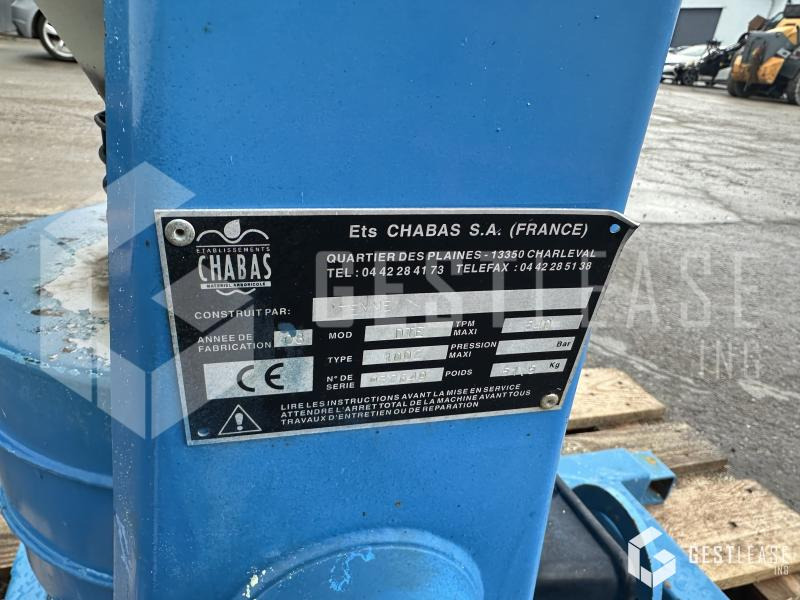 ETABLISSEMENTS
CHABAS
MATERIEL ARBORICOLE
Ets CHABAS S.A. (FRANCE)
QUARTIER DES PLAINES - 13350 CHARLEVAL
TEL : 04 42 28 41 73 TELEFAX : 04 42 28 51 38
CONSTRUIT PAR:
ANNEE DE FABRICATION 03
MOD DTE
TPM MAXI 540
TYPE
PRESSION MAXI Bar
CE
N° DE SERIE
POIDS Kg
LIRE LES INSTRUCTIONS AVANT LA MISE EN SERVICE
ATTENDRE L'ARRET TOTAL DE LA MACHINE AVANT TOUS
TRAVAUX D'ENTRETIEN OU DE REPARATION
GESTLEASE
ING
GESTLEASE
ING